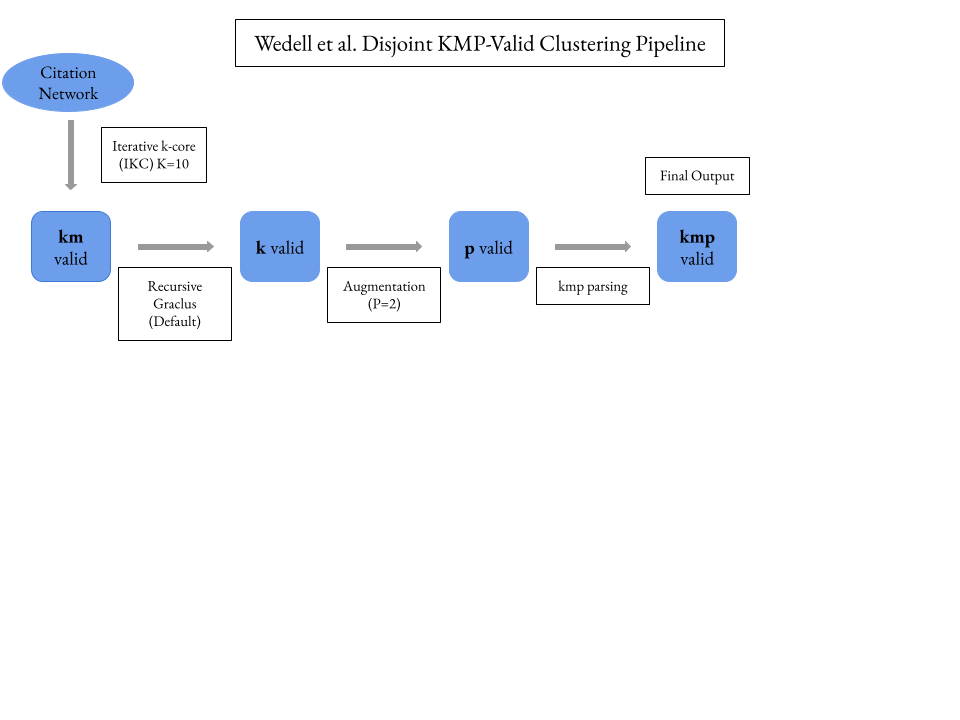 Wedell et al. Disjoint KMP-Valid Clustering Pipeline
Citation
Network
Iterative k-core
(IKC) K=10
Final Output
km
valid
k valid
p valid
kmp
valid
Recursive
Graclus
(Default)
Augmentation
(P=2)
kmp parsing